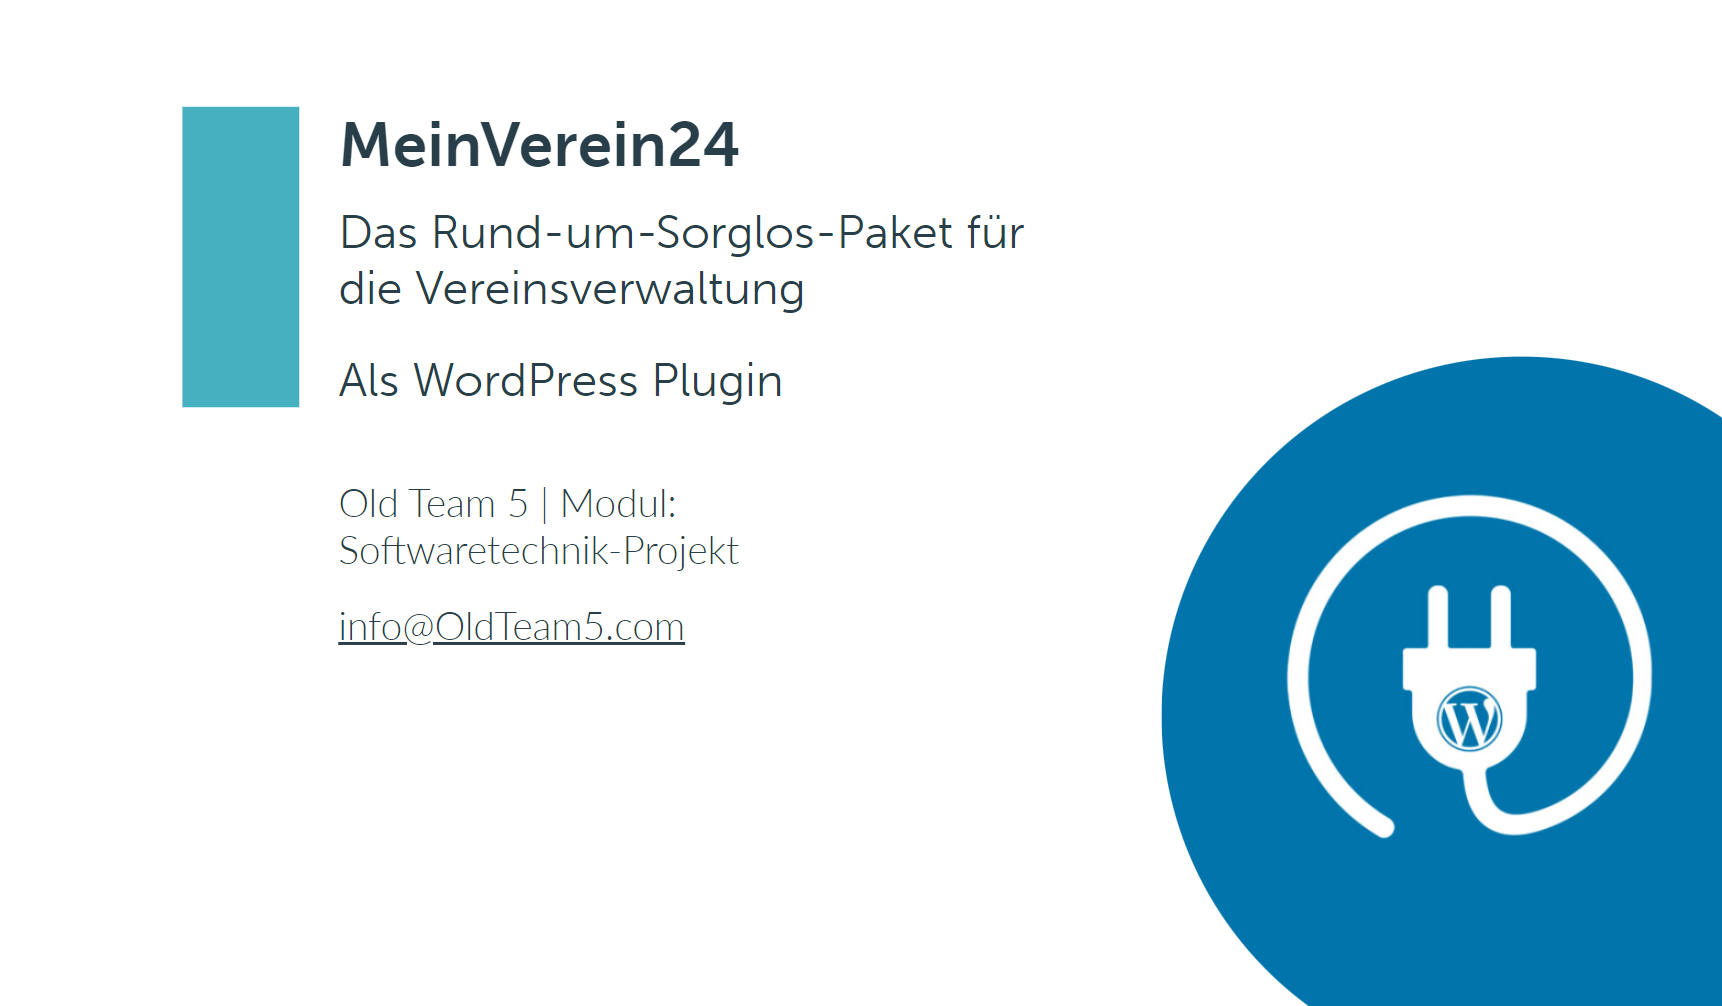 MeinVerein24
Das Rund-um-Sorglos-Paket für
die Vereinsverwaltung
Als WordPress Plugin
Old Team 5 | Modul:
Softwaretechnik-Projekt
info@OldTeam5.com
W